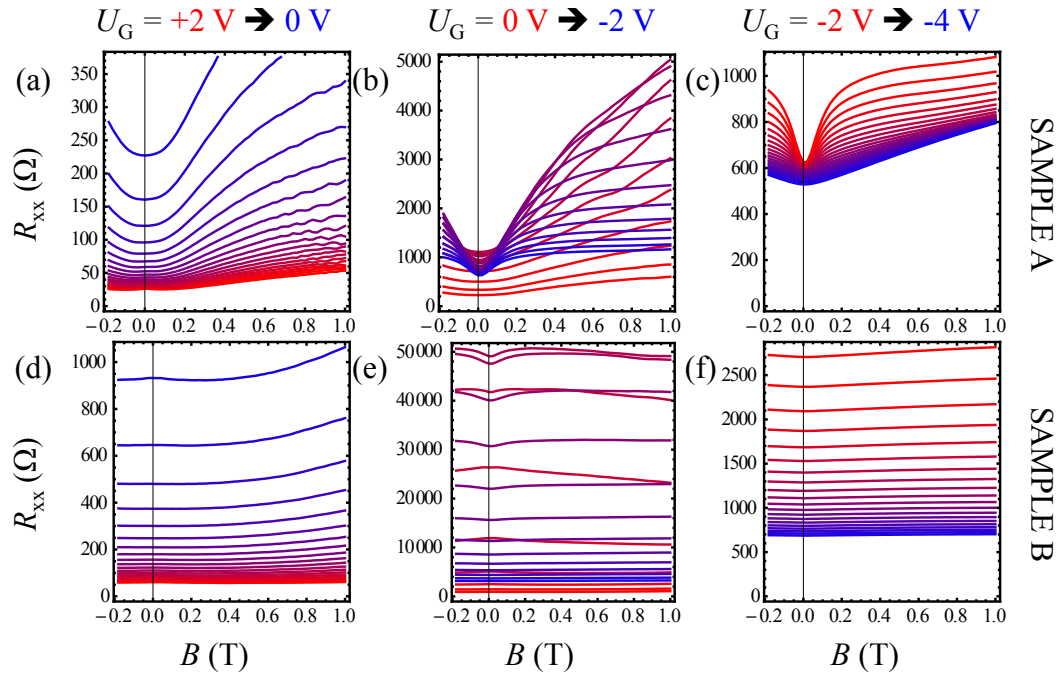 U_G = +2 V ➔ 0 V U_G = 0 V ➔ -2 V U_G = -2 V ➔ -4 V
(a) (b) (c)
350
300
250
200
150
100
50
0
−0.2 0.0 0.2 0.4 0.6 0.8 1.0
R_xx (Ω)
5000
4000
3000
2000
1000
0
−0.2 0.0 0.2 0.4 0.6 0.8 1.0
1000
800
600
400
200
0
−0.2 0.0 0.2 0.4 0.6 0.8 1.0
SAMPLE A
(d) (e) (f)
1000
800
600
400
200
0
-0.2 0.0 0.2 0.4 0.6 0.8 1.0
R_xx (Ω)
B (T)
50000
40000
30000
20000
10000
0
-0.2 0.0 0.2 0.4 0.6 0.8 1.0
B (T)
2500
2000
1500
1000
500
0
-0.2 0.0 0.2 0.4 0.6 0.8 1.0
B (T)
SAMPLE B